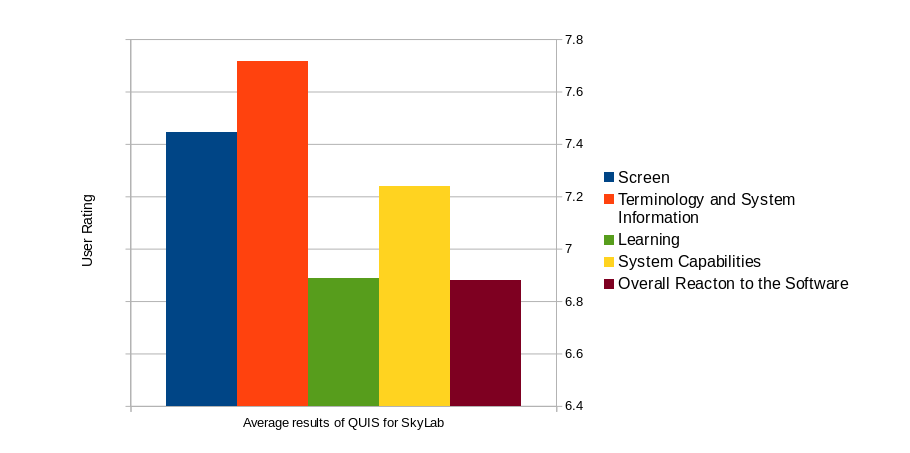 7.8
7.6
7.4
7.2
7
6.8
6.6
6.4
User Rating
Average results of QUIS for SkyLab
Screen
Terminology and System
Information
Learning
System Capabilities
Overall Reacton to the Software